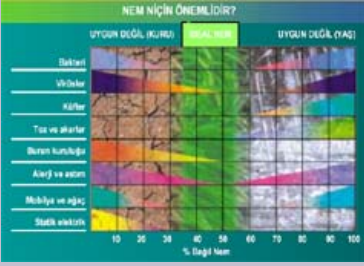 NEM NİÇİN ÖNEMLİDİR?
UYGUN DEĞİL (KURU) İDEAL NEM UYGUN DEĞİL (YAŞ)
Bakteri
Virüsler
Küfler
Toz ve akarlar
Burun kuruluğu
Alerji ve astım
Mobilya ve ağaç
Statik elektrik
10 20 30 40 50 60 70 80 90 100
% Bağıl Nem